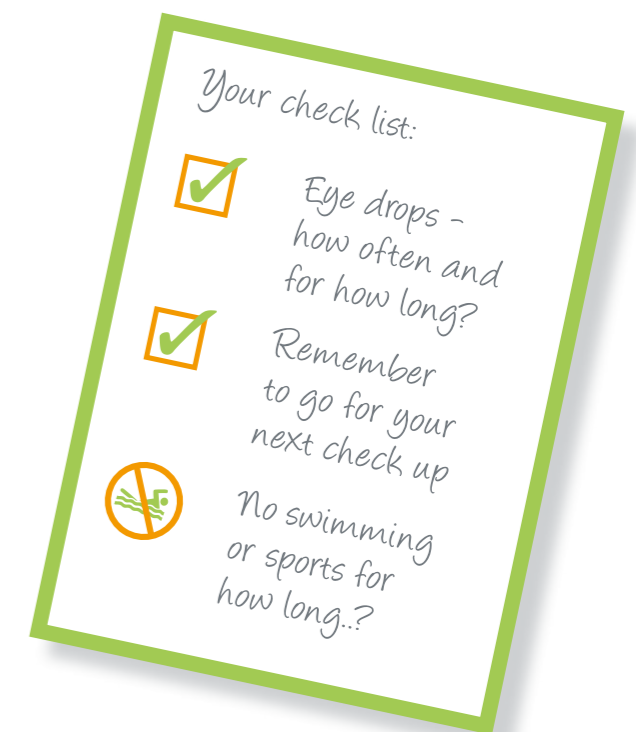 Your check list:
Eye drops -
how often and
for how long?
Remember
to go for your
next check up
No swimming
or sports for
how long..?